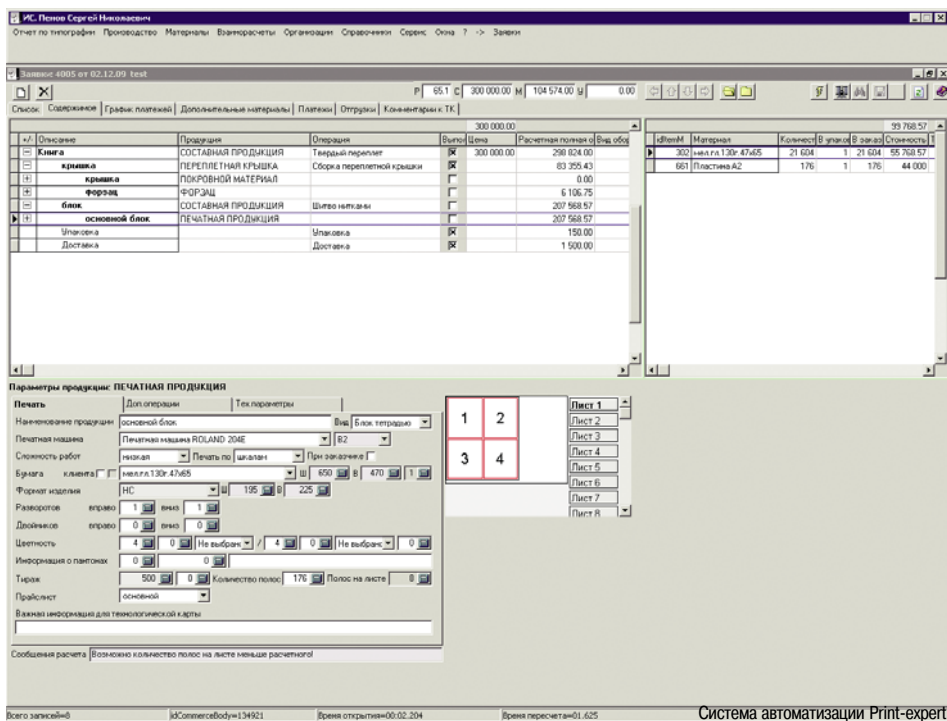 ИС. Пенов Сергей Николаевич
Отчет по типографии Производство Материалы Взаиморасчеты Организации Справочники Сервис Окна ? -> Заявки
Заявка: 4005 от 02.12.09 test
Р 65.1 С 300 000.00 М 104 574.00 У 0.00
Список Содержимое График платежей Дополнительные материалы Платежи Отгрузки Комментарии к ТК
300 000.00
+/- Описание Продукция Операция Выпо Цена Расчетная полная о Вид обор
Книга СОСТАВНАЯ ПРОДУКЦИЯ Твердый переплет 300 000.00 298 824.00
крышка ПЕРЕПЛЕТНАЯ КРЫШКА Сборка переплетной крышки 83 355.43
крышка ПОКРОВНОЙ МАТЕРИАЛ 0.00
форзац ФОРЗАЦ 6 106.75
блок СОСТАВНАЯ ПРОДУКЦИЯ Шитво нитками 207 568.57
основной блок ПЕЧАТНАЯ ПРОДУКЦИЯ 207 568.57
Упаковка Упаковка 150.00
Доставка Доставка 1 500.00
99 768.57
idItemM Материал Количест В упаков В заказ Стоимость Т
302 мел.гл.130г.47x65 21 604 1 21 604 55 768.57
661 Пластина А2 176 1 176 44 000
Параметры продукции: ПЕЧАТНАЯ ПРОДУКЦИЯ
Печать Доп.операции Тех.параметры
Наименование продукции основной блок Вид Блок тетрадью
Печатная машина Печатная машина ROLAND 204E B2
Сложность работ низкая Печать по шкалам При заказчике
Бумага клиента мел.гл.130г.47x65 Ш 650 В 470 1
Формат изделия НС Ш 195 В 225
Разворотов вправо 1 вниз 1
Двойников вправо 0 вниз 0
Цветность 4 0 Не выбран / 4 0 Не выбран 0
Информация о пантонах 0 0
Тираж 500 0 Количество полос 176 Полос на листе 8
Прайслист основной
Важная информация для технологической карты
Сообщения расчета Возможно количество полос на листе меньше расчетного!
1 2
3 4
Лист 1
Лист 2
Лист 3
Лист 4
Лист 5
Лист 6
Лист 7
Лист 8
Всего записей=8 idCommerceBody=134921 Время открытия=00:02.204 Время пересчета=01.625
Система автоматизации Print-expert